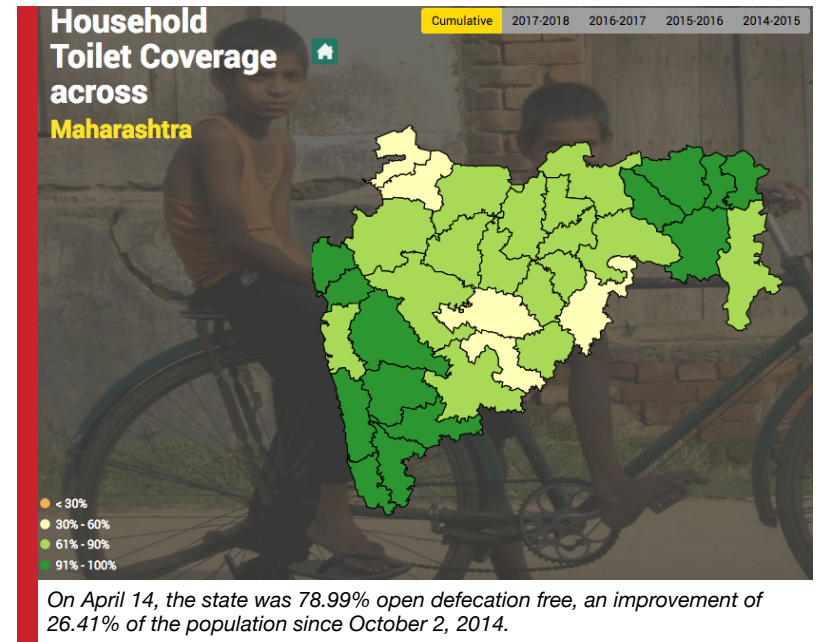 Household
Toilet Coverage
across
Maharashtra
Cumulative 2017-2018 2016-2017 2015-2016 2014-2015
< 30%
30% - 60%
61% - 90%
91% - 100%
On April 14, the state was 78.99% open defecation free, an improvement of
26.41% of the population since October 2, 2014.